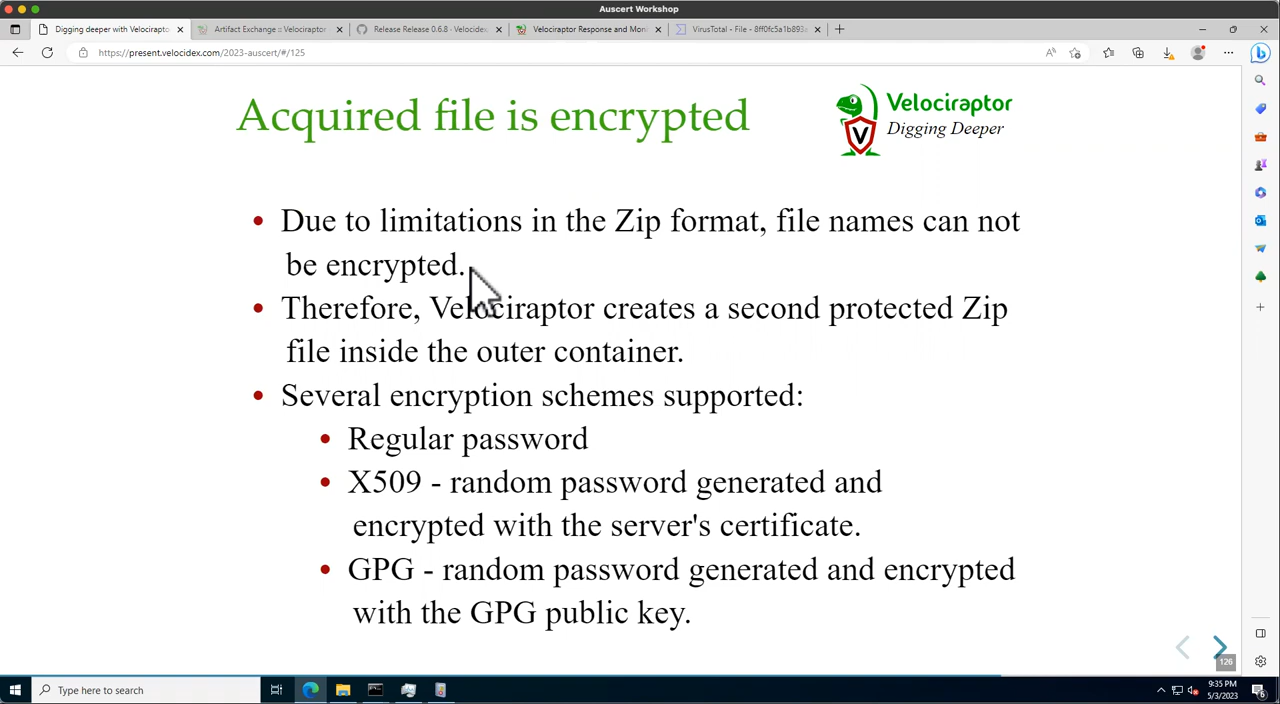 Auscert Workshop
Digging deeper with Velociraptor
Artifact Exchange :: Velociraptor
Release Release 0.6.8 · Velocidex
Velociraptor Response and Mon
VirusTotal - File - 8ff0fc5a1b893
https://present.velocidex.com/2023-auscert/#/125
Acquired file is encrypted
Velociraptor
Digging Deeper
V
• Due to limitations in the Zip format, file names can not
be encrypted.
• Therefore, Velociraptor creates a second protected Zip
file inside the outer container.
• Several encryption schemes supported:
• Regular password
• X509 - random password generated and
encrypted with the server's certificate.
• GPG - random password generated and encrypted
with the GPG public key.
126
Type here to search
9:35 PM
5/3/2023